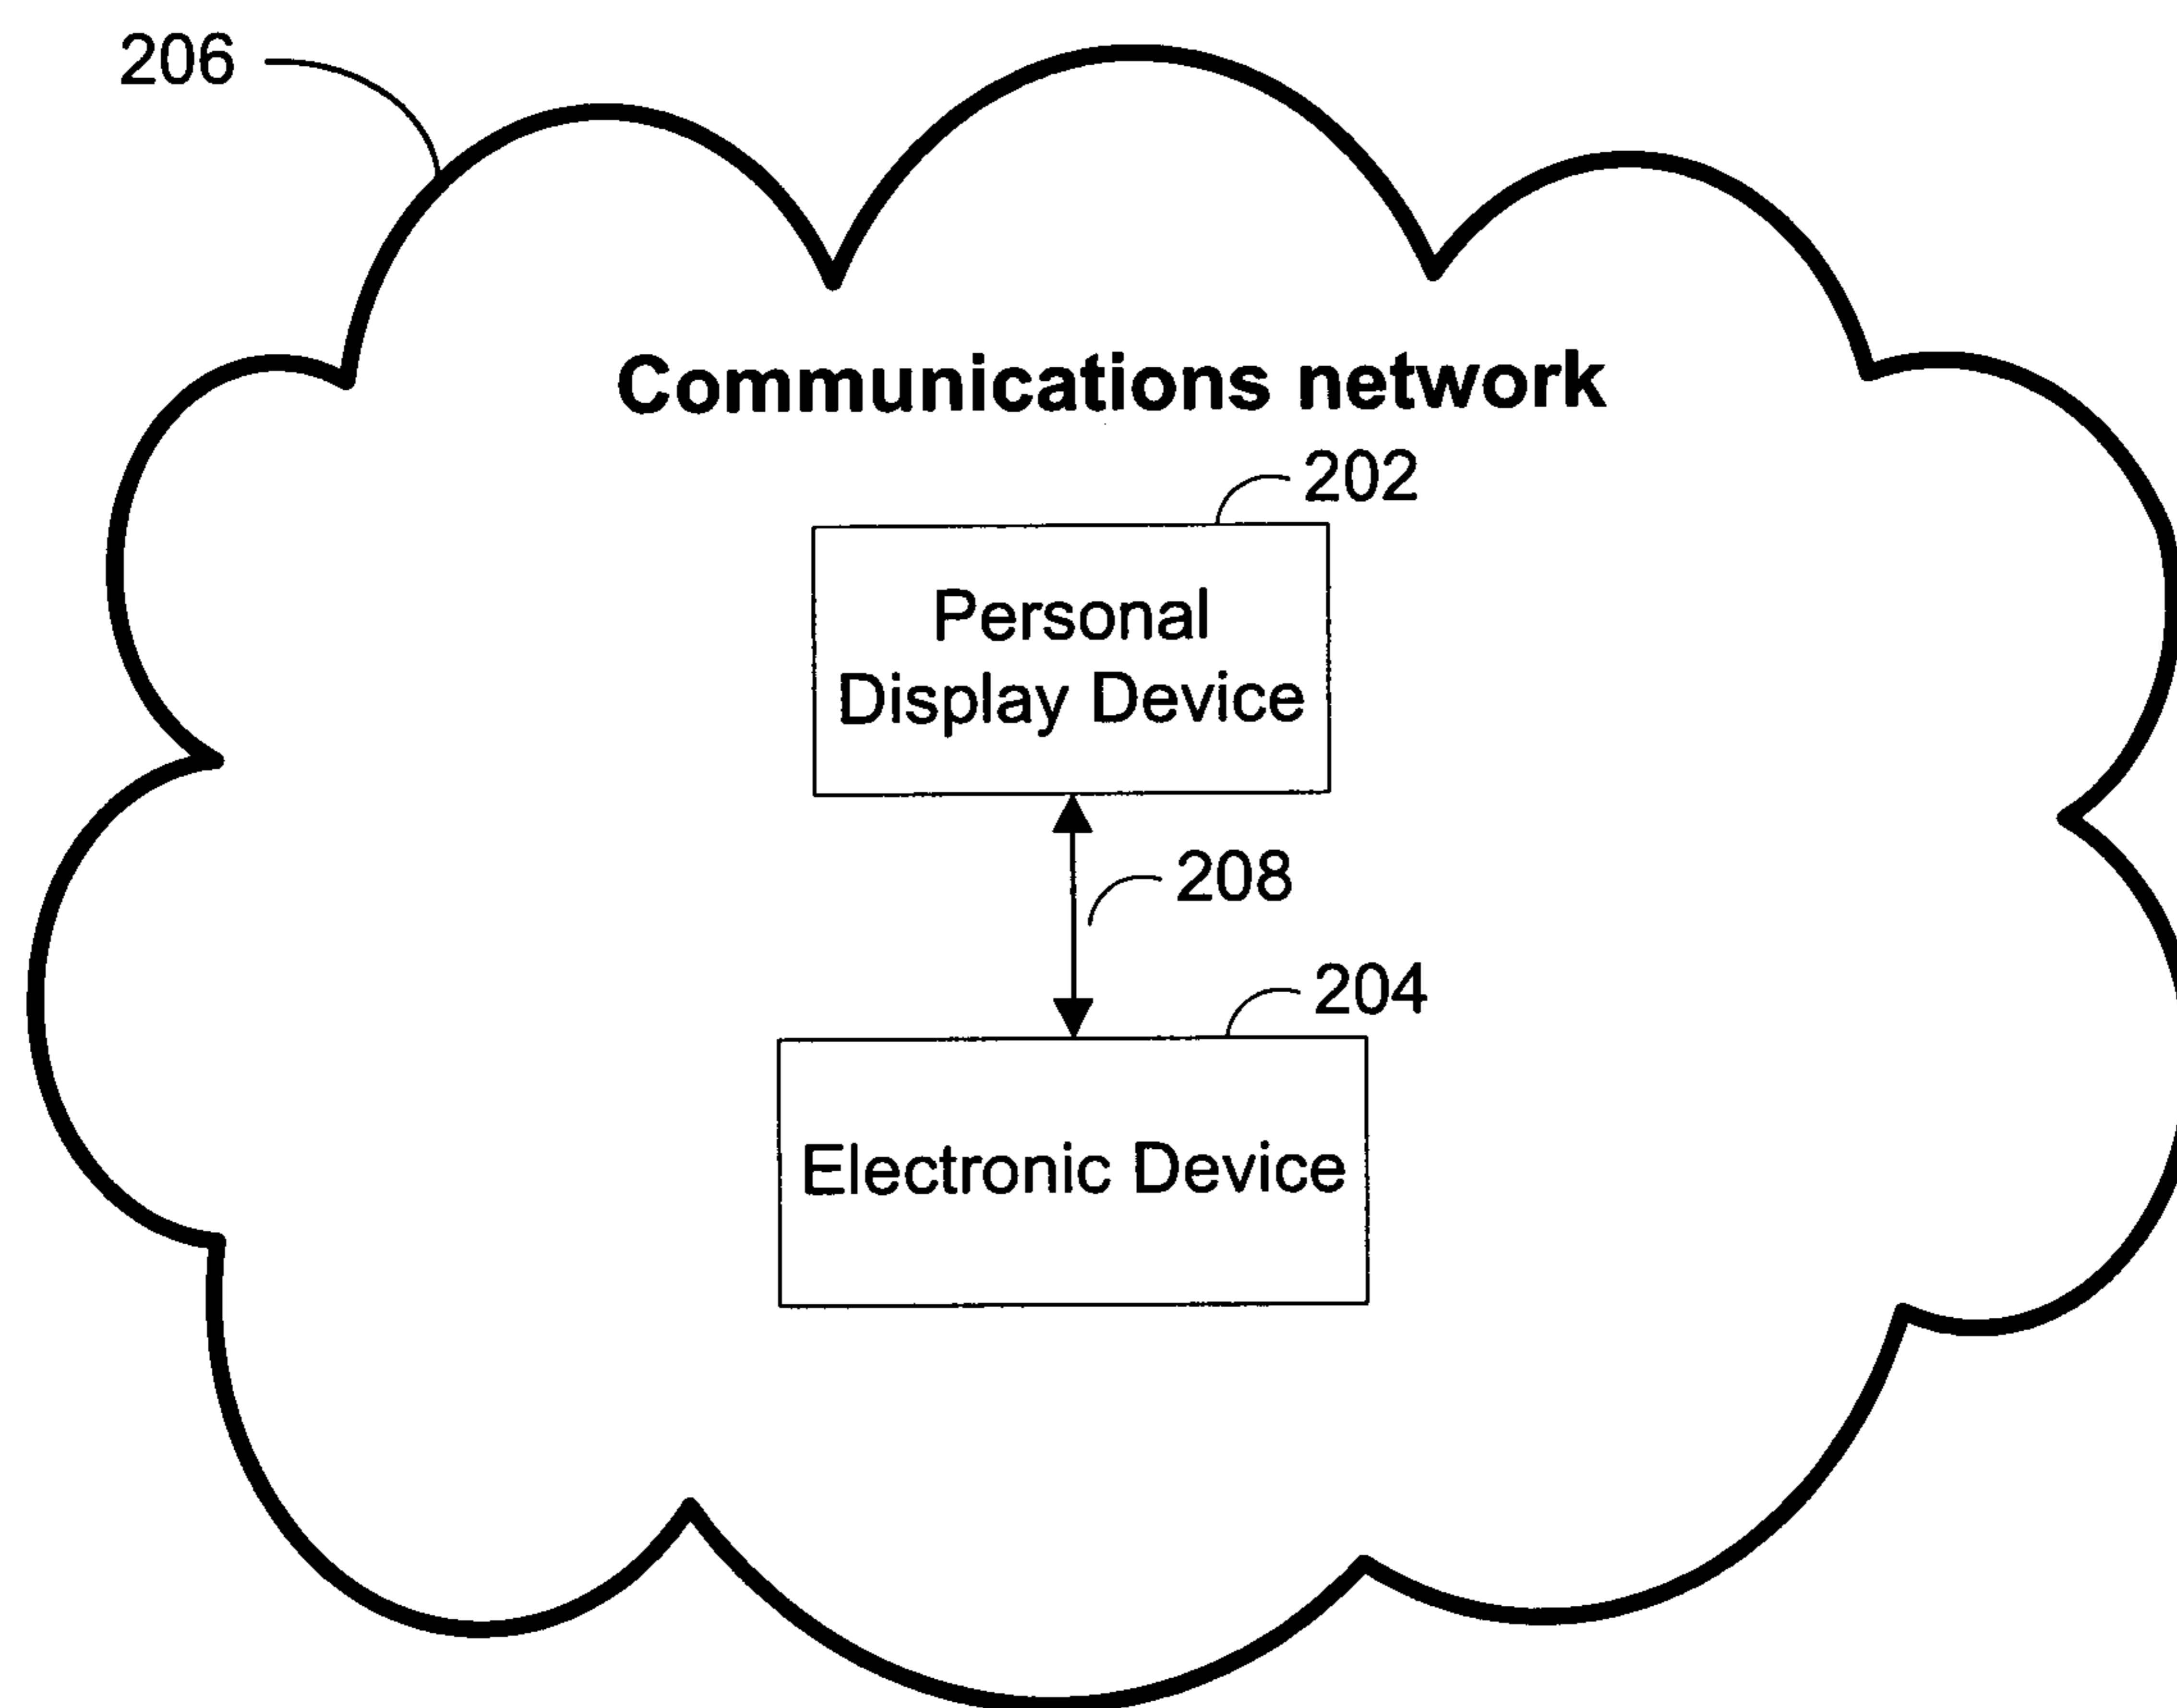 206
Communications network
202
Personal
Display Device
208
204
Electronic Device